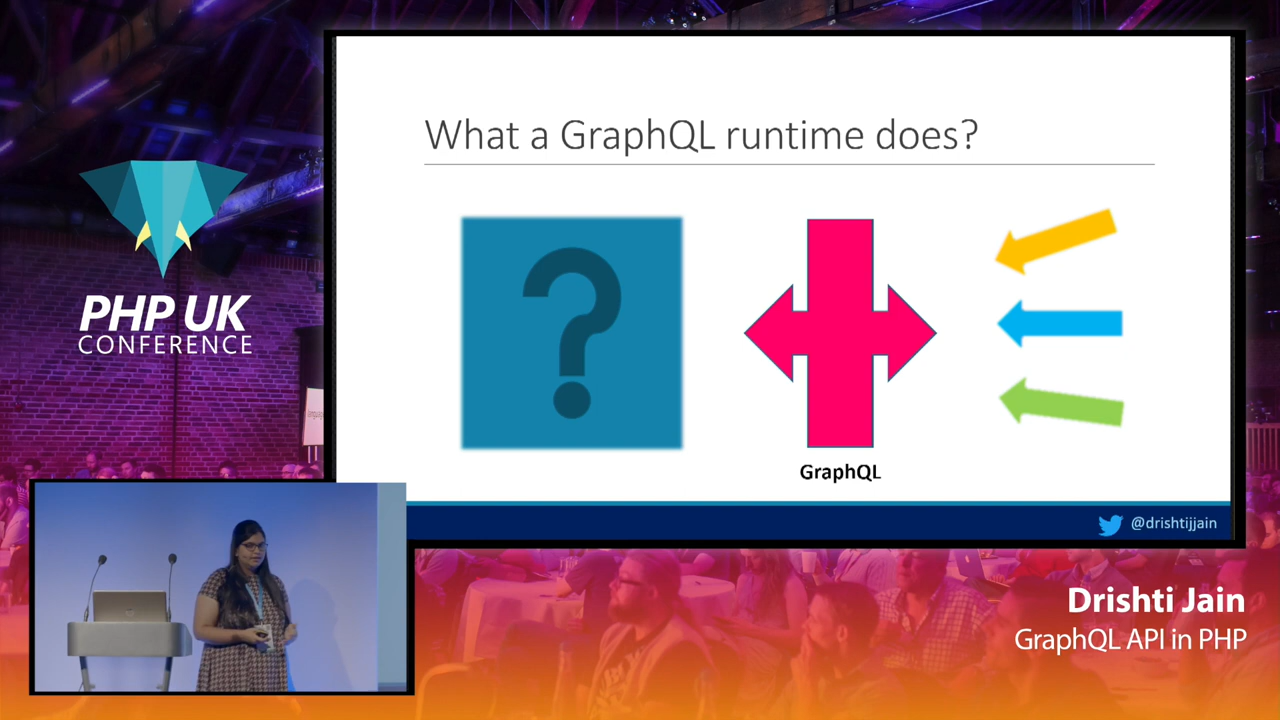 What a GraphQL runtime does?
PHP UK
CONFERENCE
GraphQL
@drishtijjain
Drishti Jain
GraphQL API in PHP